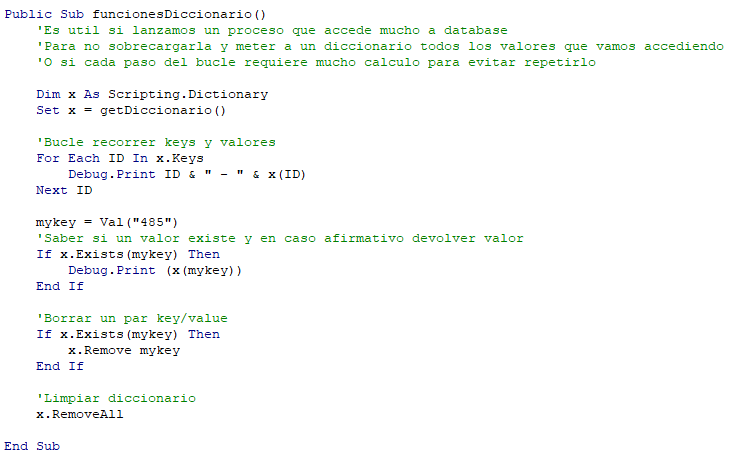 Public Sub funcionesDiccionario()
    'Es util si lanzamos un proceso que accede mucho a database
    'Para no sobrecargarla y meter a un diccionario todos los valores que vamos accediendo
    'O si cada paso del bucle requiere mucho calculo para evitar repetirlo

    Dim x As Scripting.Dictionary
    Set x = getDiccionario()

    'Bucle recorrer keys y valores
    For Each ID In x.Keys
        Debug.Print ID & " - " & x(ID)
    Next ID

    mykey = Val("485")
    'Saber si un valor existe y en caso afirmativo devolver valor
    If x.Exists(mykey) Then
        Debug.Print (x(mykey))
    End If

    'Borrar un par key/value
    If x.Exists(mykey) Then
        x.Remove mykey
    End If

    'Limpiar diccionario
    x.RemoveAll

End Sub